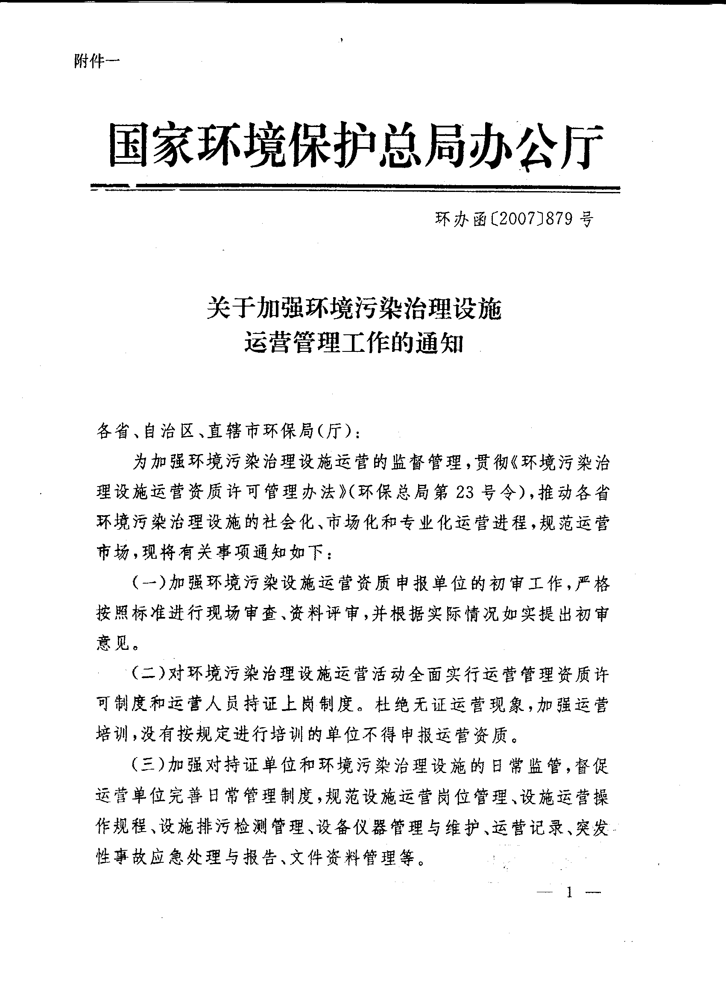 附件一
国家环境保护总局办公厅
环办函〔2007〕879 号
关于加强环境污染治理设施
运营管理工作的通知
各省、自治区、直辖市环保局(厅)：
为加强环境污染治理设施运营的监督管理，贯彻《环境污染治
理设施运营资质许可管理办法》(环保总局第 23 号令)，推动各省
环境污染治理设施的社会化、市场化和专业化运营进程，规范运营
市场，现将有关事项通知如下：
(一)加强环境污染设施运营资质申报单位的初审工作，严格
按照标准进行现场审查、资料评审，并根据实际情况如实提出初审
意见。
(二)对环境污染治理设施运营活动全面实行运营管理资质许
可制度和运营人员持证上岗制度。杜绝无证运营现象，加强运营
培训，没有按规定进行培训的单位不得申报运营资质。
(三)加强对持证单位和环境污染治理设施的日常监管，督促
运营单位完善日常管理制度，规范设施运营岗位管理、设施运营操
作规程、设施排污检测管理、设备仪器管理与维护、运营记录、突发
性事故应急处理与报告、文件资料管理等。
— 1 —